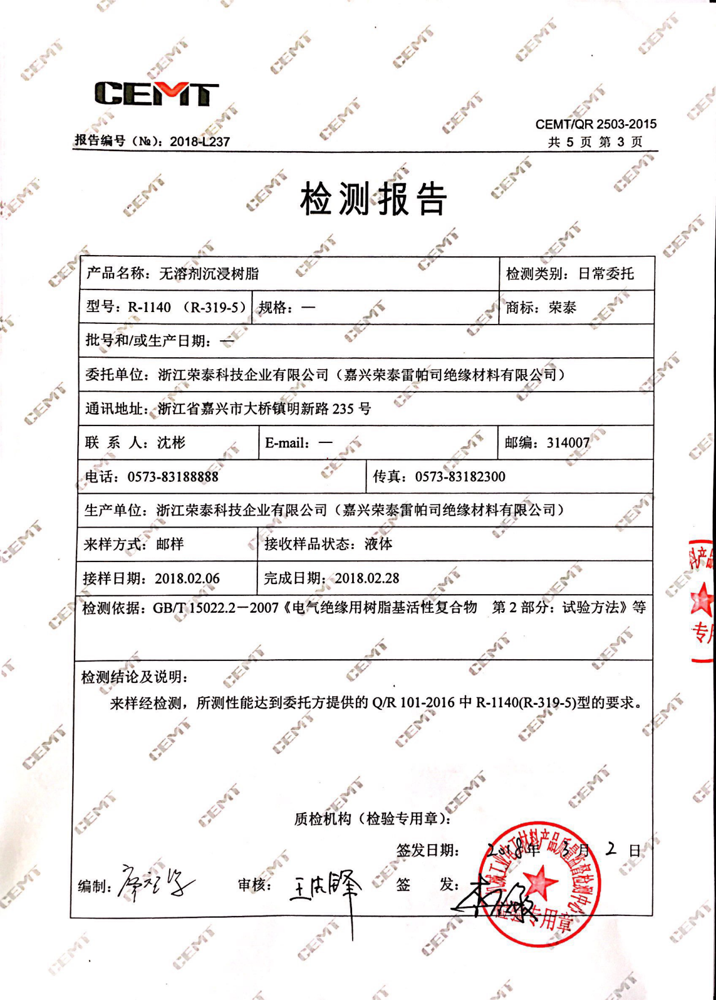 CEMT
CEMT/QR 2503-2015
报告编号（№）：2018-L237
共 5 页 第 3 页
检测报告
产品名称：无溶剂沉浸树脂 检测类别：日常委托
型号：R-1140 （R-319-5） 规格：— 商标：荣泰
批号和/或生产日期：—
委托单位：浙江荣泰科技企业有限公司（嘉兴荣泰雷帕司绝缘材料有限公司）
通讯地址：浙江省嘉兴市大桥镇明新路 235 号
联 系 人：沈彬 E-mail：— 邮编：314007
电话：0573-83188888 传真：0573-83182300
生产单位：浙江荣泰科技企业有限公司（嘉兴荣泰雷帕司绝缘材料有限公司）
来样方式：邮样 接收样品状态：液体
接样日期：2018.02.06 完成日期：2018.02.28
检测依据：GB/T 15022.2－2007《电气绝缘用树脂基活性复合物 第 2 部分：试验方法》等
检测结论及说明：
来样经检测，所测性能达到委托方提供的 Q/R 101-2016 中 R-1140(R-319-5)型的要求。
质检机构（检验专用章）：
签发日期： 2018年 3月 2 日
编制： 审核： 签 发：
机械工业电工材料产品质量监督检测中心
检验专用章
料产品
专用